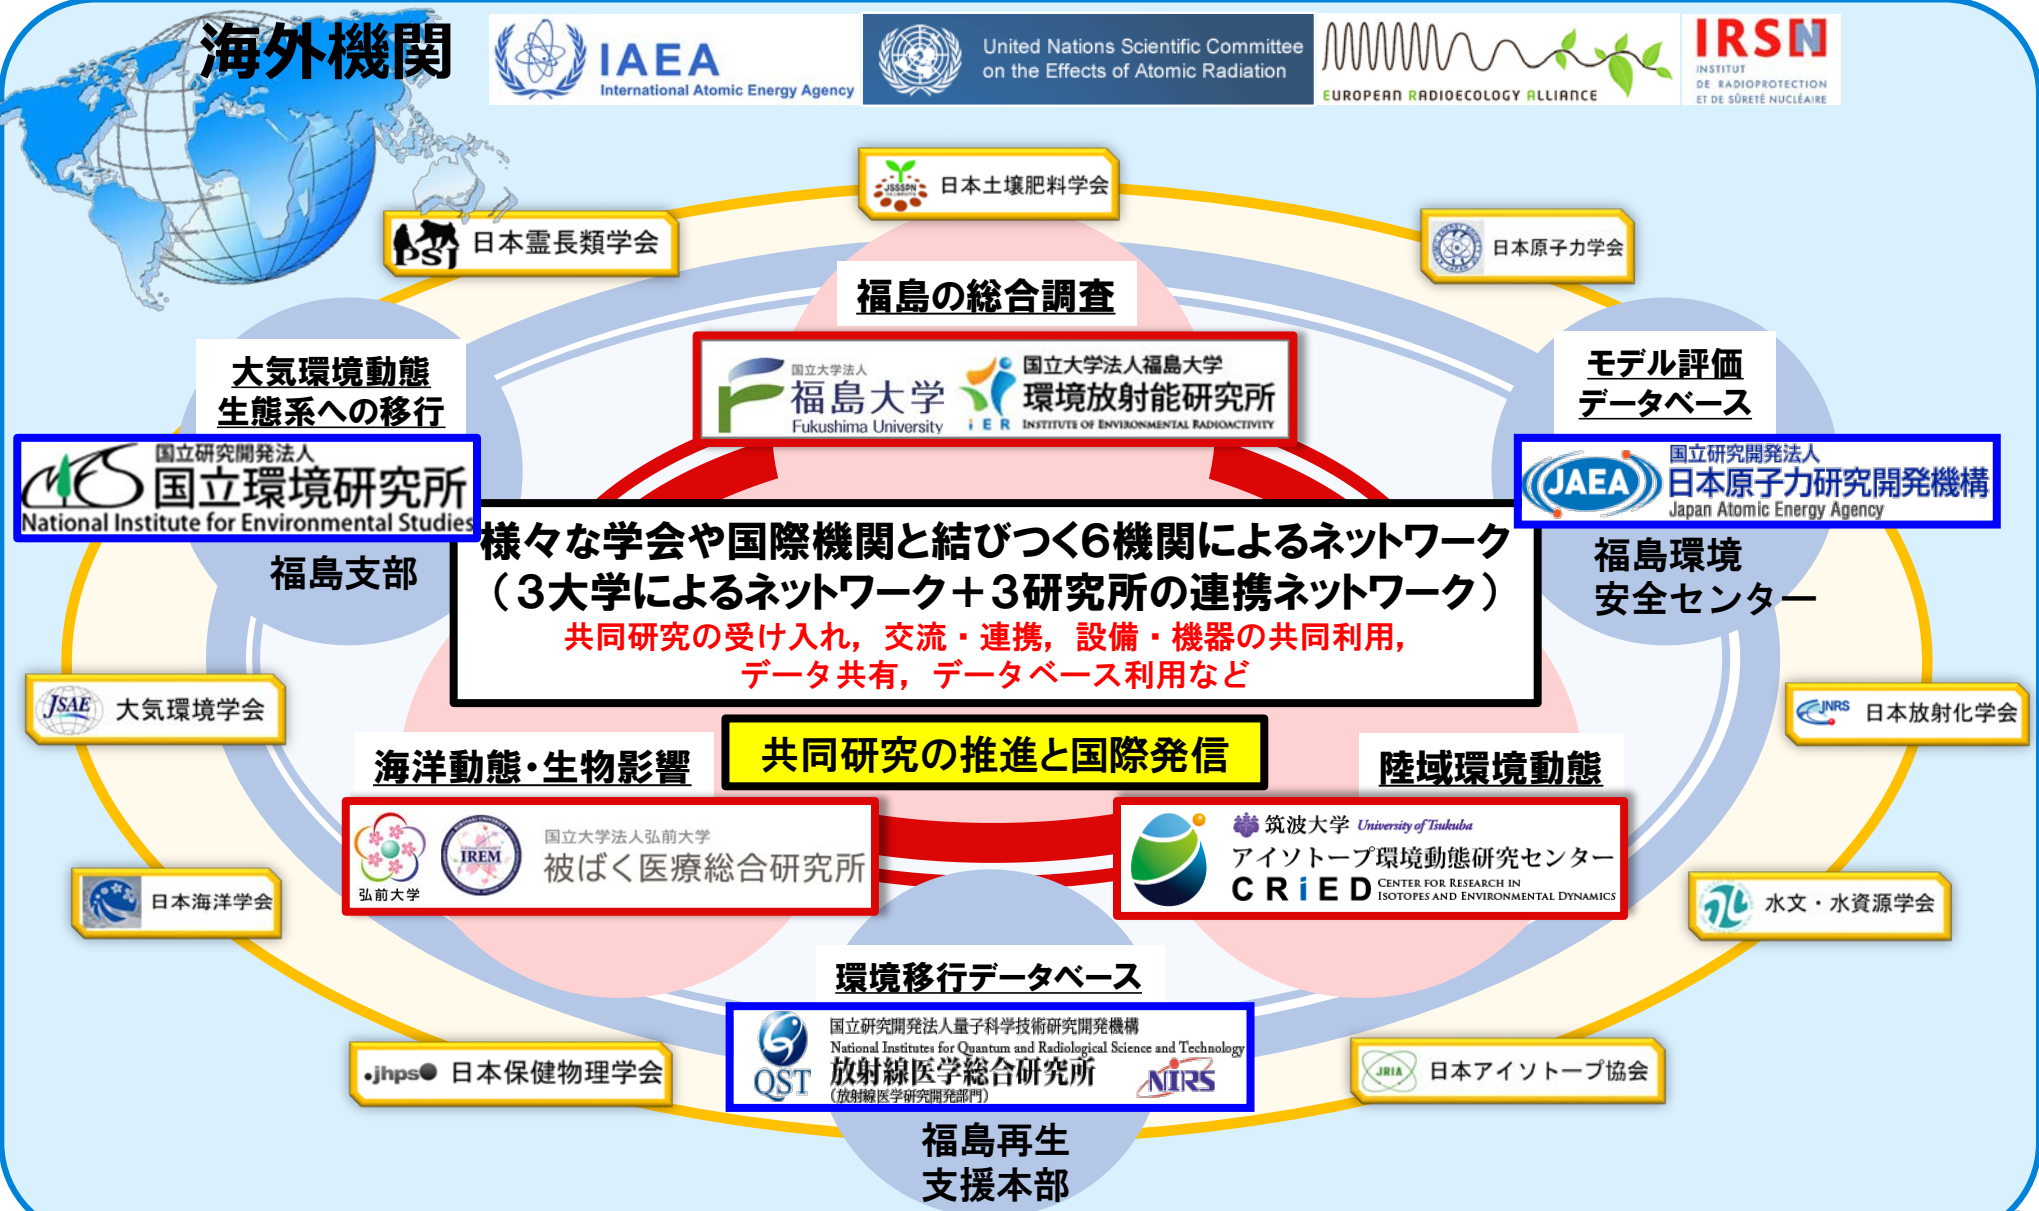 海外機関
IAEA
International Atomic Energy Agency
United Nations Scientific Committee
on the Effects of Atomic Radiation
EUROPEAN RADIOECOLOGY ALLIANCE
IRSN
INSTITUT
DE RADIOPROTECTION
ET DE SÛRETÉ NUCLÉAIRE
JSSSPN
日本土壌肥料学会
PSJ
日本霊長類学会
日本原子力学会
福島の総合調査
国立大学法人
福島大学
Fukushima University
iER
国立大学法人福島大学
環境放射能研究所
INSTITUTE OF ENVIRONMENTAL RADIOACTIVITY
大気環境動態
生態系への移行
国立研究開発法人
国立環境研究所
National Institute for Environmental Studies
福島支部
モデル評価
データベース
JAEA
国立研究開発法人
日本原子力研究開発機構
Japan Atomic Energy Agency
福島環境
安全センター
様々な学会や国際機関と結びつく6機関によるネットワーク
（3大学によるネットワーク＋3研究所の連携ネットワーク）
共同研究の受け入れ，交流・連携，設備・機器の共同利用，
データ共有，データベース利用など
共同研究の推進と国際発信
JSAE
大気環境学会
JNRS
日本放射化学会
海洋動態・生物影響
弘前大学
IREM
国立大学法人弘前大学
被ばく医療総合研究所
陸域環境動態
筑波大学 University of Tsukuba
アイソトープ環境動態研究センター
CRiED
CENTER FOR RESEARCH IN
ISOTOPES AND ENVIRONMENTAL DYNAMICS
日本海洋学会
水文・水資源学会
環境移行データベース
QST
国立研究開発法人量子科学技術研究開発機構
National Institutes for Quantum and Radiological Science and Technology
放射線医学総合研究所
（放射線医学研究開発部門）
NIRS
福島再生
支援本部
jhps
日本保健物理学会
JRIA
日本アイソトープ協会